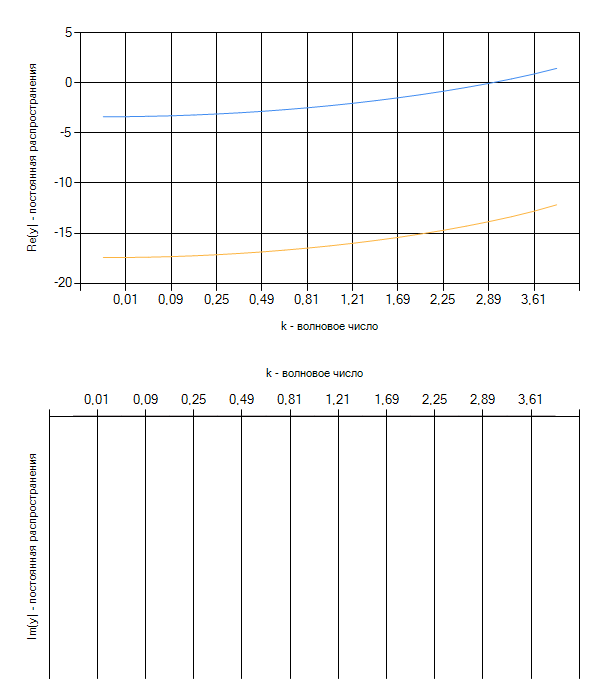 5
0
-5
-10
-15
-20
Re[y] - постоянная распространения
0,01 0,09 0,25 0,49 0,81 1,21 1,69 2,25 2,89 3,61
k - волновое число
k - волновое число
0,01 0,09 0,25 0,49 0,81 1,21 1,69 2,25 2,89 3,61
Im[y] - постоянная распространения